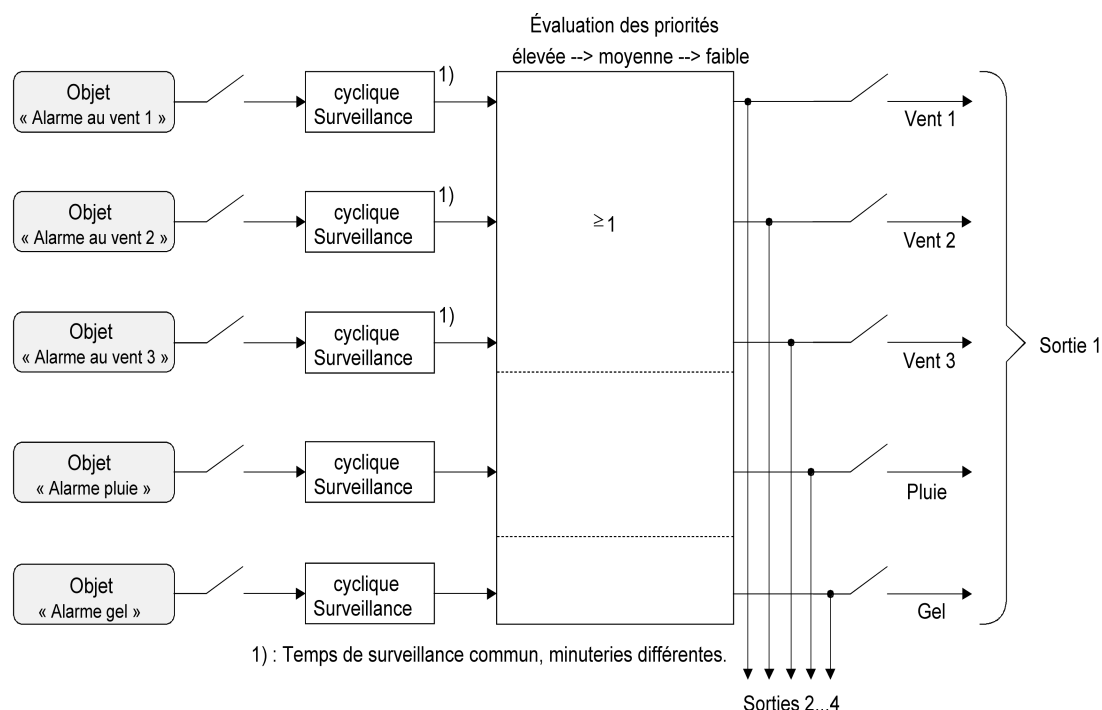 Évaluation des priorités
élevée --> moyenne --> faible
Objet
« Alarme au vent 1 »
cyclique
Surveillance
1)
Vent 1
Objet
« Alarme au vent 2 »
cyclique
Surveillance
1)
≥1
Vent 2
Objet
« Alarme au vent 3 »
cyclique
Surveillance
1)
Vent 3
Sortie 1
Objet
« Alarme pluie »
cyclique
Surveillance
Pluie
Objet
« Alarme gel »
cyclique
Surveillance
Gel
1) : Temps de surveillance commun, minuteries différentes.
Sorties 2...4